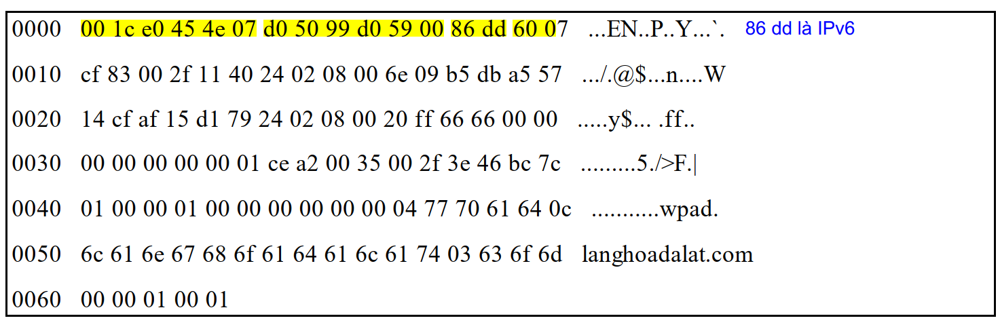 0000 00 1c e0 45 4e 07 d0 50 99 d0 59 00 86 dd 60 07 ...EN..P..Y...`. 86 dd là IPv6
0010 cf 83 00 2f 11 40 24 02 08 00 6e 09 b5 db a5 57 .../.@$...n....W
0020 14 cf af 15 d1 79 24 02 08 00 20 ff 66 66 00 00 .....y$... .ff..
0030 00 00 00 00 00 01 ce a2 00 35 00 2f 3e 46 bc 7c .........5./>F.|
0040 01 00 00 01 00 00 00 00 00 00 04 77 70 61 64 0c ...........wpad.
0050 6c 61 6e 67 68 6f 61 64 61 6c 61 74 03 63 6f 6d langhoadalat.com
0060 00 00 01 00 01